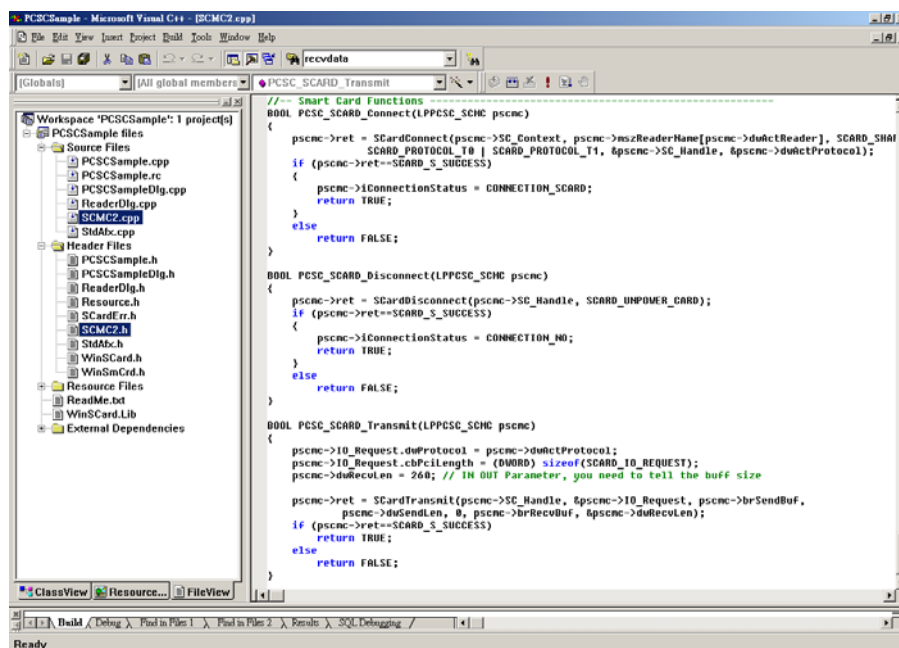 PCSCSample - Microsoft Visual C++ - [SCMC2.cpp]
File Edit View Insert Project Build Tools Window Help
recvdata
[Globals] [All global members PCSC_SCARD_Transmit
Workspace 'PCSCSample': 1 project(s)
PCSCSample files
Source Files
PCSCSample.cpp
PCSCSample.rc
PCSCSampleDlg.cpp
ReaderDlg.cpp
SCMC2.cpp
StdAfx.cpp
Header Files
PCSCSample.h
PCSCSampleDlg.h
ReaderDlg.h
Resource.h
SCardErr.h
SCMC2.h
StdAfx.h
WinSCard.h
WinSmCrd.h
Resource Files
ReadMe.txt
WinSCard.Lib
External Dependencies
ClassView Resource... FileView
//-- Smart Card Functions --------------------------------------------------------
BOOL PCSC_SCARD_Connect(LPPCSC_SCMC pscmc)
{
pscmc->ret = SCardConnect(pscmc->SC_Context, pscmc->mszReaderName[pscmc->dwActReader], SCARD_SHAR
SCARD_PROTOCOL_T0 | SCARD_PROTOCOL_T1, &pscmc->SC_Handle, &pscmc->dwActProtocol);
if (pscmc->ret==SCARD_S_SUCCESS)
{
pscmc->iConnectionStatus = CONNECTION_SCARD;
return TRUE;
}
else
return FALSE;
}
BOOL PCSC_SCARD_Disconnect(LPPCSC_SCMC pscmc)
{
pscmc->ret = SCardDisconnect(pscmc->SC_Handle, SCARD_UNPOWER_CARD);
if (pscmc->ret==SCARD_S_SUCCESS)
{
pscmc->iConnectionStatus = CONNECTION_NO;
return TRUE;
}
else
return FALSE;
}
BOOL PCSC_SCARD_Transmit(LPPCSC_SCMC pscmc)
{
pscmc->IO_Request.dwProtocol = pscmc->dwActProtocol;
pscmc->IO_Request.cbPciLength = (DWORD) sizeof(SCARD_IO_REQUEST);
pscmc->dwRecvLen = 260; // IN OUT Parameter, you need to tell the buff size
pscmc->ret = SCardTransmit(pscmc->SC_Handle, &pscmc->IO_Request, pscmc->brSendBuf,
pscmc->dwSendLen, 0, pscmc->brRecvBuf, &pscmc->dwRecvLen);
if (pscmc->ret==SCARD_S_SUCCESS)
return TRUE;
else
return FALSE;
}
Build Debug Find in Files 1 Find in Files 2 Results SQL Debugging
Ready